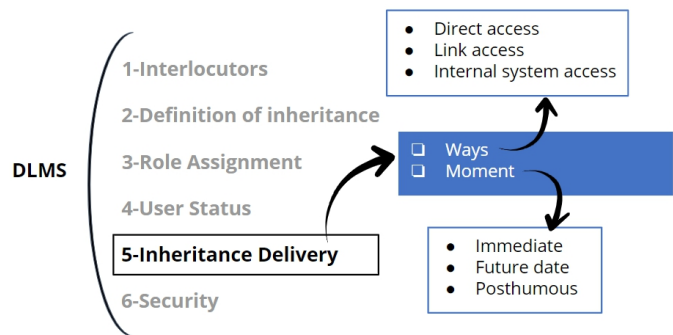 DLMS
1-Interlocutors
2-Definition of inheritance
3-Role Assignment
4-User Status
5-Inheritance Delivery
6-Security
Ways
Moment
Direct access
Link access
Internal system access
Immediate
Future date
Posthumous